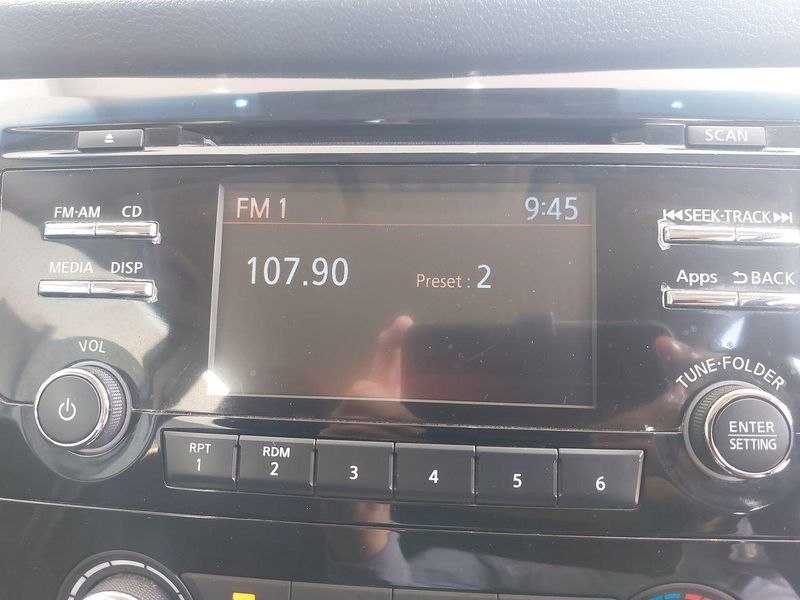 SCAN
FM·AM CD
MEDIA DISP
VOL
FM 1 9:45
107.90 Preset : 2
SEEK·TRACK
Apps BACK
TUNE·FOLDER
ENTER
SETTING
RPT
1
RDM
2
3
4
5
6